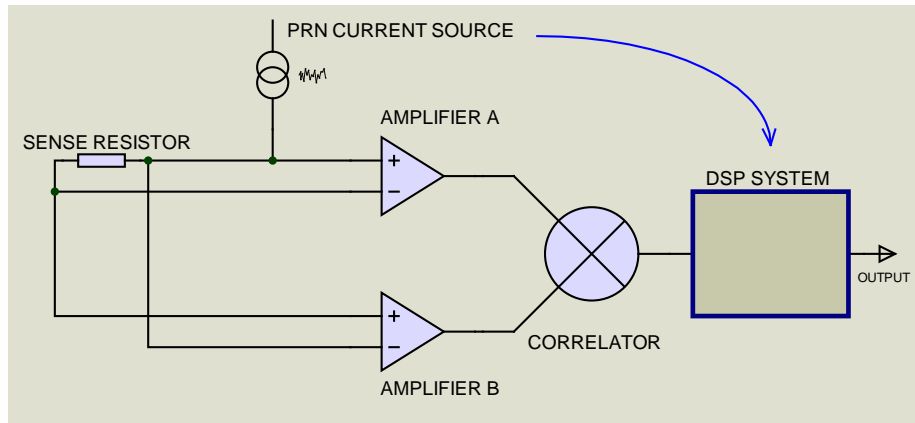 PRN CURRENT SOURCE
AMPLIFIER A
SENSE RESISTOR
+
−
DSP SYSTEM
OUTPUT
+
−
CORRELATOR
AMPLIFIER B